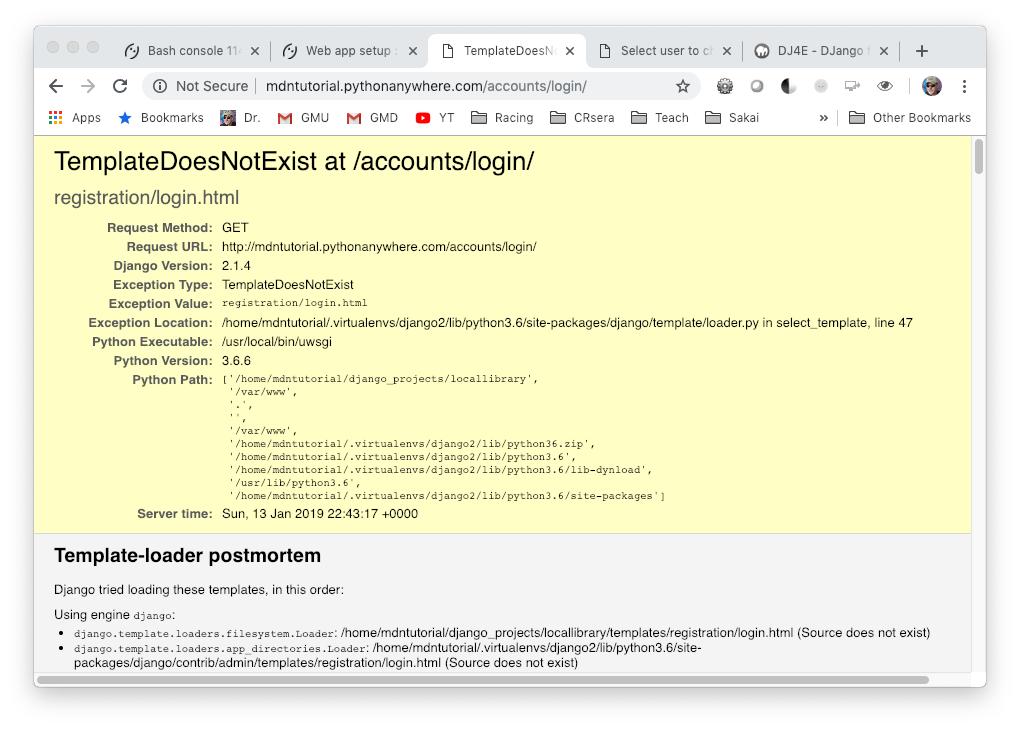 Bash console 114
Web app setup :
TemplateDoesN
Select user to ch
DJ4E - DJango f
Not Secure | mdntutorial.pythonanywhere.com/accounts/login/
Apps Bookmarks Dr. GMU GMD YT Racing CRsera Teach Sakai » Other Bookmarks
TemplateDoesNotExist at /accounts/login/
registration/login.html
Request Method: GET
Request URL: http://mdntutorial.pythonanywhere.com/accounts/login/
Django Version: 2.1.4
Exception Type: TemplateDoesNotExist
Exception Value: registration/login.html
Exception Location: /home/mdntutorial/.virtualenvs/django2/lib/python3.6/site-packages/django/template/loader.py in select_template, line 47
Python Executable: /usr/local/bin/uwsgi
Python Version: 3.6.6
Python Path: ['/home/mdntutorial/django_projects/locallibrary',
'/var/www',
'.',
'',
'/var/www',
'/home/mdntutorial/.virtualenvs/django2/lib/python36.zip',
'/home/mdntutorial/.virtualenvs/django2/lib/python3.6',
'/home/mdntutorial/.virtualenvs/django2/lib/python3.6/lib-dynload',
'/usr/lib/python3.6',
'/home/mdntutorial/.virtualenvs/django2/lib/python3.6/site-packages']
Server time: Sun, 13 Jan 2019 22:43:17 +0000
Template-loader postmortem
Django tried loading these templates, in this order:
Using engine django:
• django.template.loaders.filesystem.Loader: /home/mdntutorial/django_projects/locallibrary/templates/registration/login.html (Source does not exist)
• django.template.loaders.app_directories.Loader: /home/mdntutorial/.virtualenvs/django2/lib/python3.6/site-
packages/django/contrib/admin/templates/registration/login.html (Source does not exist)